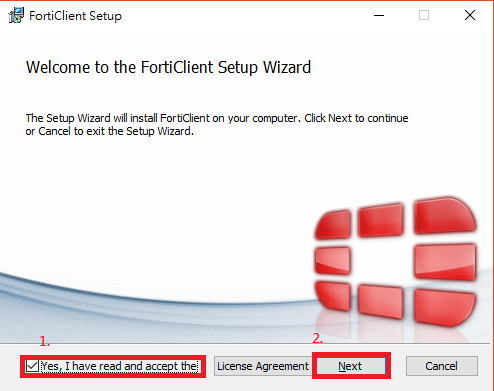 FortiClient Setup
Welcome to the FortiClient Setup Wizard
The Setup Wizard will install FortiClient on your computer. Click Next to continue
or Cancel to exit the Setup Wizard.
1.
2.
Yes, I have read and accept the
License Agreement
Next
Cancel